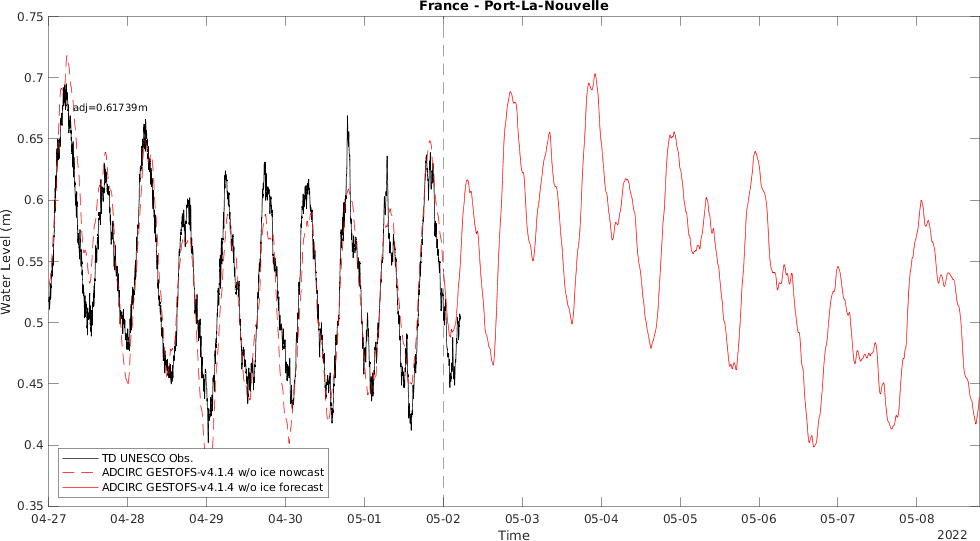 France - Port-La-Nouvelle
0.75
0.7
0.65
0.6
0.55
0.5
0.45
0.4
0.35
Water Level (m)
adj=0.61739m
TD UNESCO Obs.
ADCIRC GESTOFS-v4.1.4 w/o ice nowcast
ADCIRC GESTOFS-v4.1.4 w/o ice forecast
04-27 04-28 04-29 04-30 05-01 05-02 05-03 05-04 05-05 05-06 05-07 05-08
Time
2022